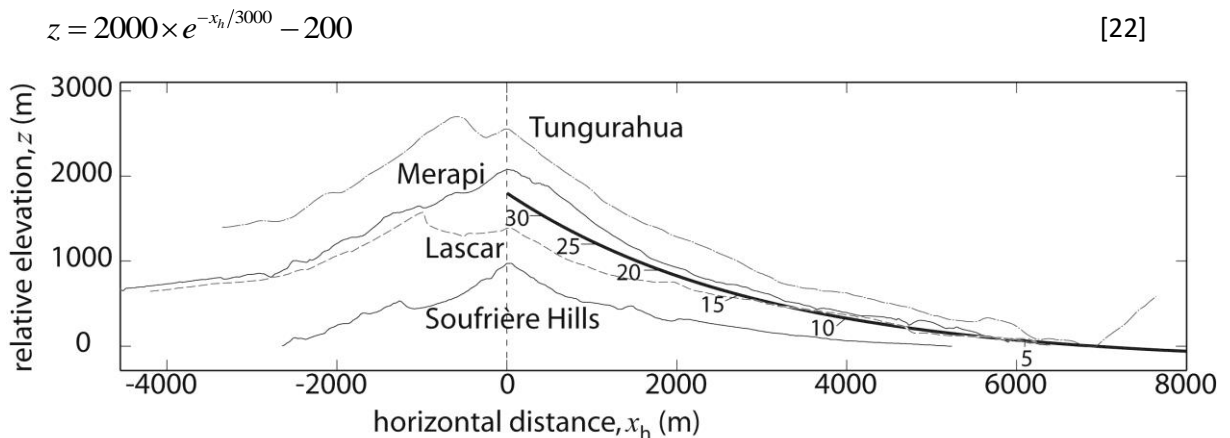 z = 2000 × e^{-x_h/3000} − 200 [22]
3000
2000
1000
0
relative elevation, z (m)
Tungurahua
Merapi
Lascar
Soufrière Hills
30
25
20
15
10
5
-4000 -2000 0 2000 4000 6000 8000
horizontal distance, x_h (m)